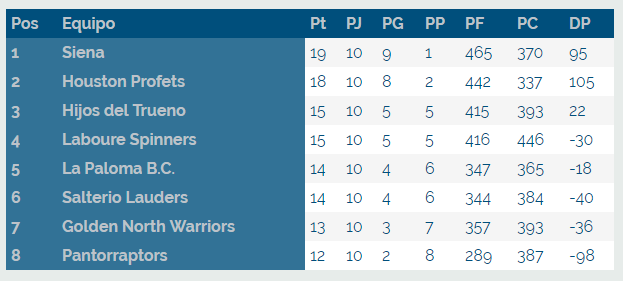 Pos Equipo Pt PJ PG PP PF PC DP
1 Siena 19 10 9 1 465 370 95
2 Houston Profets 18 10 8 2 442 337 105
3 Hijos del Trueno 15 10 5 5 415 393 22
4 Laboure Spinners 15 10 5 5 416 446 -30
5 La Paloma B.C. 14 10 4 6 347 365 -18
6 Salterio Lauders 14 10 4 6 344 384 -40
7 Golden North Warriors 13 10 3 7 357 393 -36
8 Pantorraptors 12 10 2 8 289 387 -98